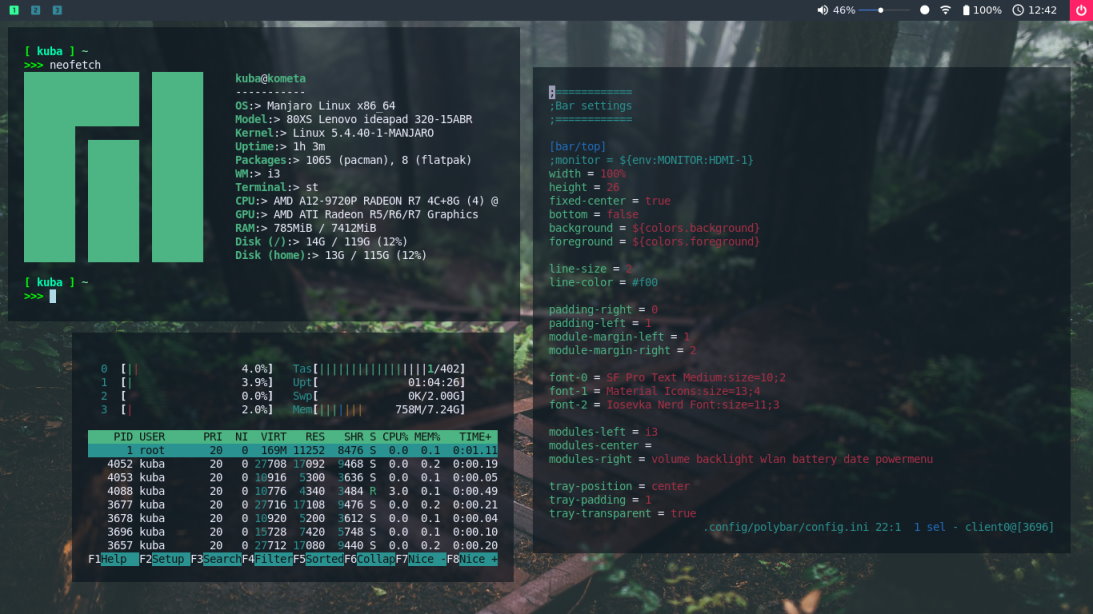 1 2 3 46% 100% 12:42
[ kuba ] ~
>>> neofetch
kuba@kometa
-----------
OS:> Manjaro Linux x86 64
Model:> 80XS Lenovo ideapad 320-15ABR
Kernel:> Linux 5.4.40-1-MANJARO
Uptime:> 1h 3m
Packages:> 1065 (pacman), 8 (flatpak)
WM:> i3
Terminal:> st
CPU:> AMD A12-9720P RADEON R7 4C+8G (4) @
GPU:> AMD ATI Radeon R5/R6/R7 Graphics
RAM:> 785MiB / 7412MiB
Disk (/):> 14G / 119G (12%)
Disk (home):> 13G / 115G (12%)
[ kuba ] ~
>>>
0 [|| 4.0%] Tas[||||||||||||||||||1/402]
1 [| 3.9%] Upt[ 01:04:26]
2 [ 0.0%] Swp[ 0K/2.00G]
3 [| 2.0%] Mem[||||||| 758M/7.24G]
PID USER PRI NI VIRT RES SHR S CPU% MEM% TIME+
1 root 20 0 169M 11252 8476 S 0.0 0.1 0:01.11
4052 kuba 20 0 27708 17092 9468 S 0.0 0.2 0:00.19
4053 kuba 20 0 10916 5300 3636 S 0.0 0.1 0:00.05
4088 kuba 20 0 10776 4340 3484 R 3.0 0.1 0:00.49
3677 kuba 20 0 27716 17108 9476 S 0.0 0.2 0:00.21
3678 kuba 20 0 10920 5200 3612 S 0.0 0.1 0:00.04
3696 kuba 20 0 15728 7420 5748 S 0.0 0.1 0:00.10
3657 kuba 20 0 27712 17080 9440 S 0.0 0.2 0:00.20
F1Help F2Setup F3SearchF4FilterF5SortedF6CollapF7Nice -F8Nice +
;============
;Bar settings
;============
[bar/top]
;monitor = ${env:MONITOR:HDMI-1}
width = 100%
height = 26
fixed-center = true
bottom = false
background = ${colors.background}
foreground = ${colors.foreground}
line-size = 2
line-color = #f00
padding-right = 0
padding-left = 1
module-margin-left = 1
module-margin-right = 2
font-0 = SF Pro Text Medium:size=10;2
font-1 = Material Icons:size=13;4
font-2 = Iosevka Nerd Font:size=11;3
modules-left = i3
modules-center =
modules-right = volume backlight wlan battery date powermenu
tray-position = center
tray-padding = 1
tray-transparent = true
.config/polybar/config.ini 22:1 1 sel - client0@[3696]